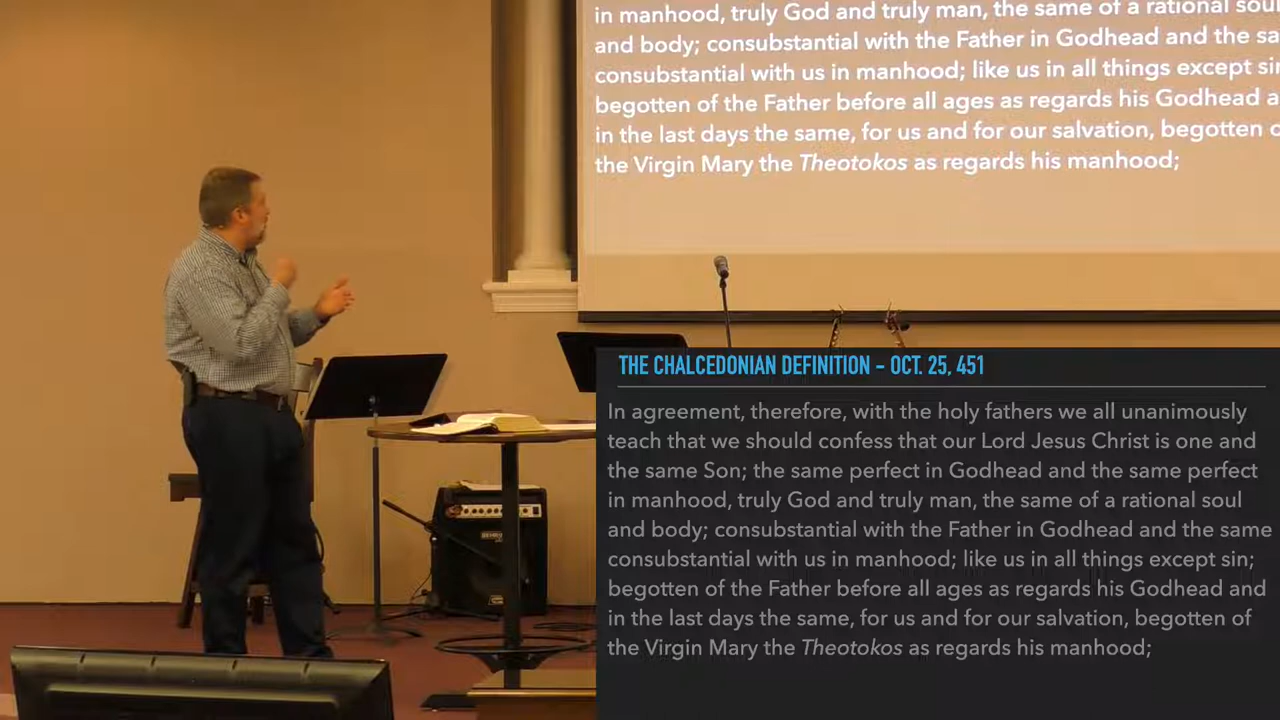 in manhood, truly God and truly man, the same of a rational soul
and body; consubstantial with the Father in Godhead and the sa
consubstantial with us in manhood; like us in all things except sin
begotten of the Father before all ages as regards his Godhead a
in the last days the same, for us and for our salvation, begotten o
the Virgin Mary the Theotokos as regards his manhood;
THE CHALCEDONIAN DEFINITION – OCT. 25, 451
In agreement, therefore, with the holy fathers we all unanimously
teach that we should confess that our Lord Jesus Christ is one and
the same Son; the same perfect in Godhead and the same perfect
in manhood, truly God and truly man, the same of a rational soul
and body; consubstantial with the Father in Godhead and the same
consubstantial with us in manhood; like us in all things except sin;
begotten of the Father before all ages as regards his Godhead and
in the last days the same, for us and for our salvation, begotten of
the Virgin Mary the Theotokos as regards his manhood;